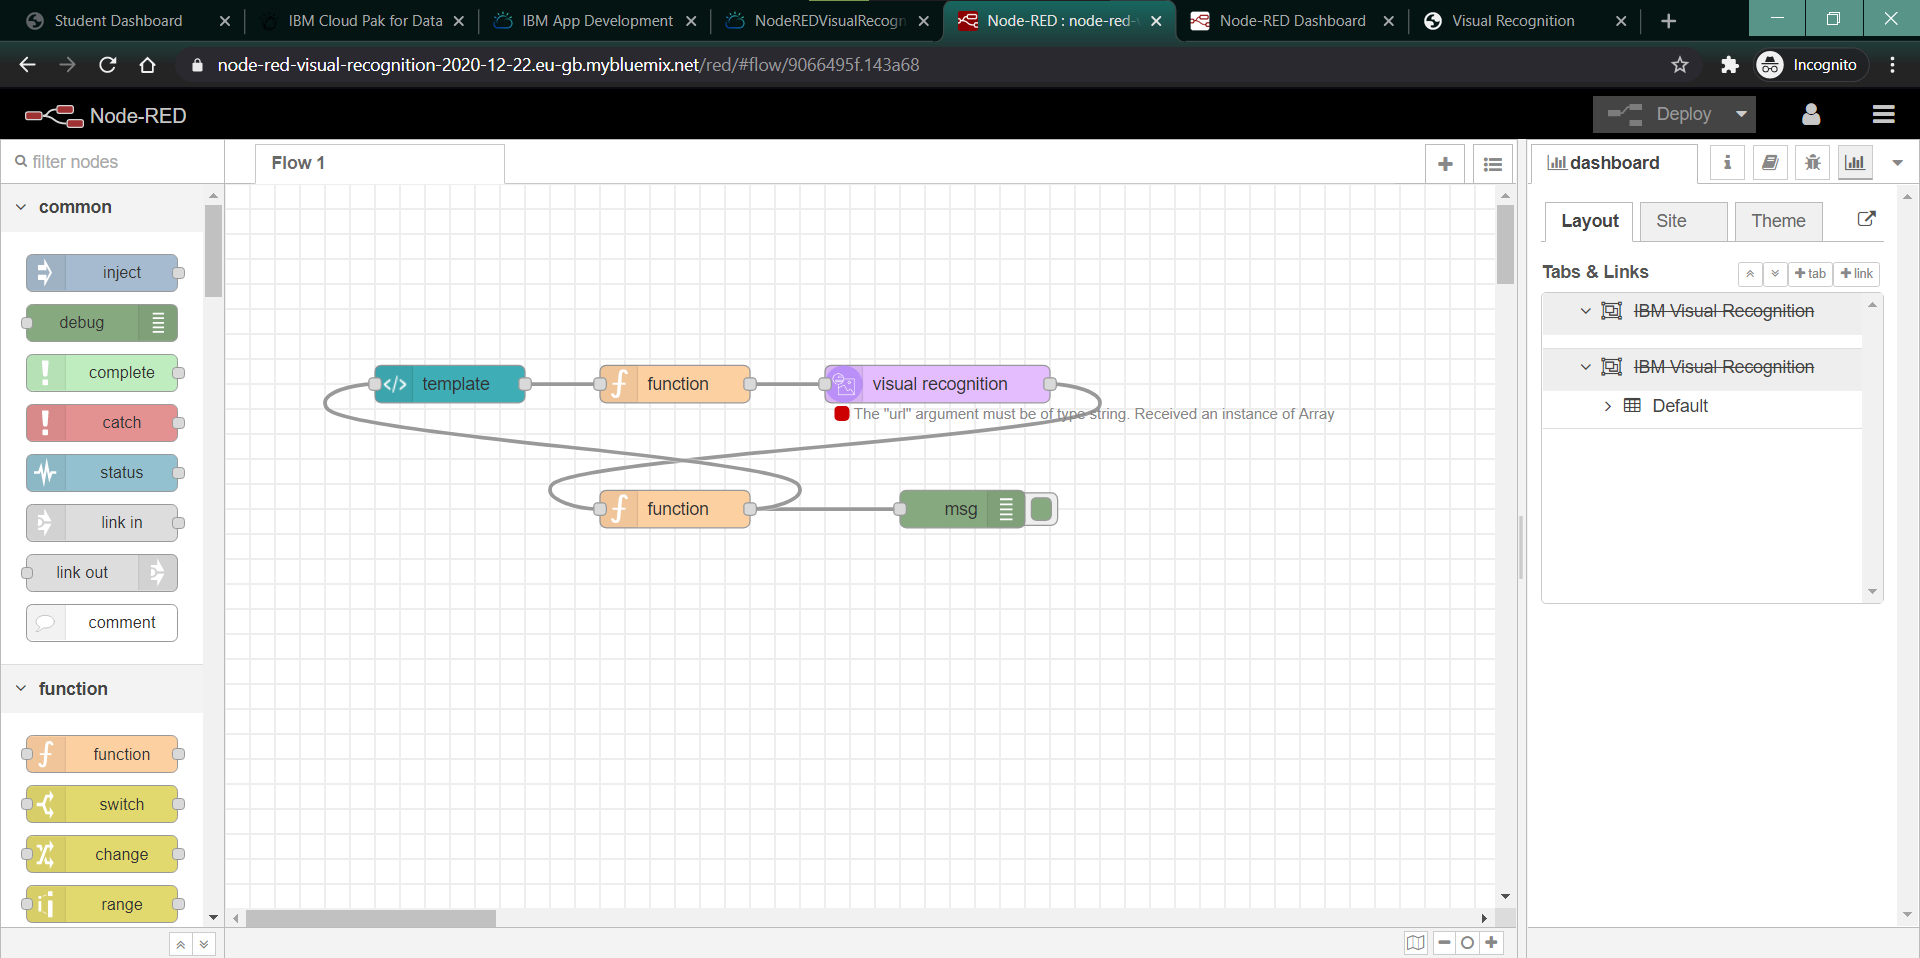 Student Dashboard
IBM Cloud Pak for Data
IBM App Development
NodeREDVisualRecogn
Node-RED : node-red-v
Node-RED Dashboard
Visual Recognition
node-red-visual-recognition-2020-12-22.eu-gb.mybluemix.net/red/#flow/9066495f.143a68
Incognito
Node-RED
Deploy
filter nodes
Flow 1
dashboard
common
Layout
Site
Theme
inject
Tabs & Links
tab
link
debug
IBM Visual Recognition
complete
template
function
visual recognition
IBM Visual Recognition
catch
The "url" argument must be of type string. Received an instance of Array
Default
status
link in
function
msg
link out
comment
function
function
switch
change
range